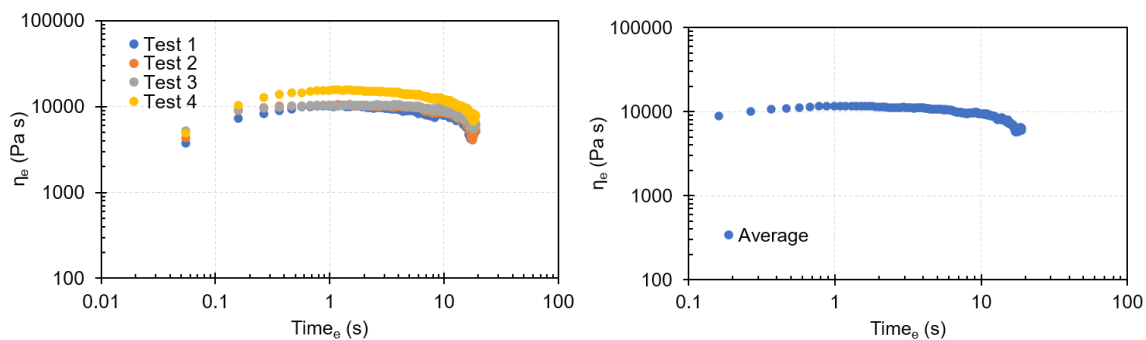 100000
10000
1000
100
ηe (Pa s)
Test 1
Test 2
Test 3
Test 4
0.01 0.1 1 10 100
Timee (s)
100000
10000
1000
100
ηe (Pa s)
Average
0.1 1 10 100
Timee (s)